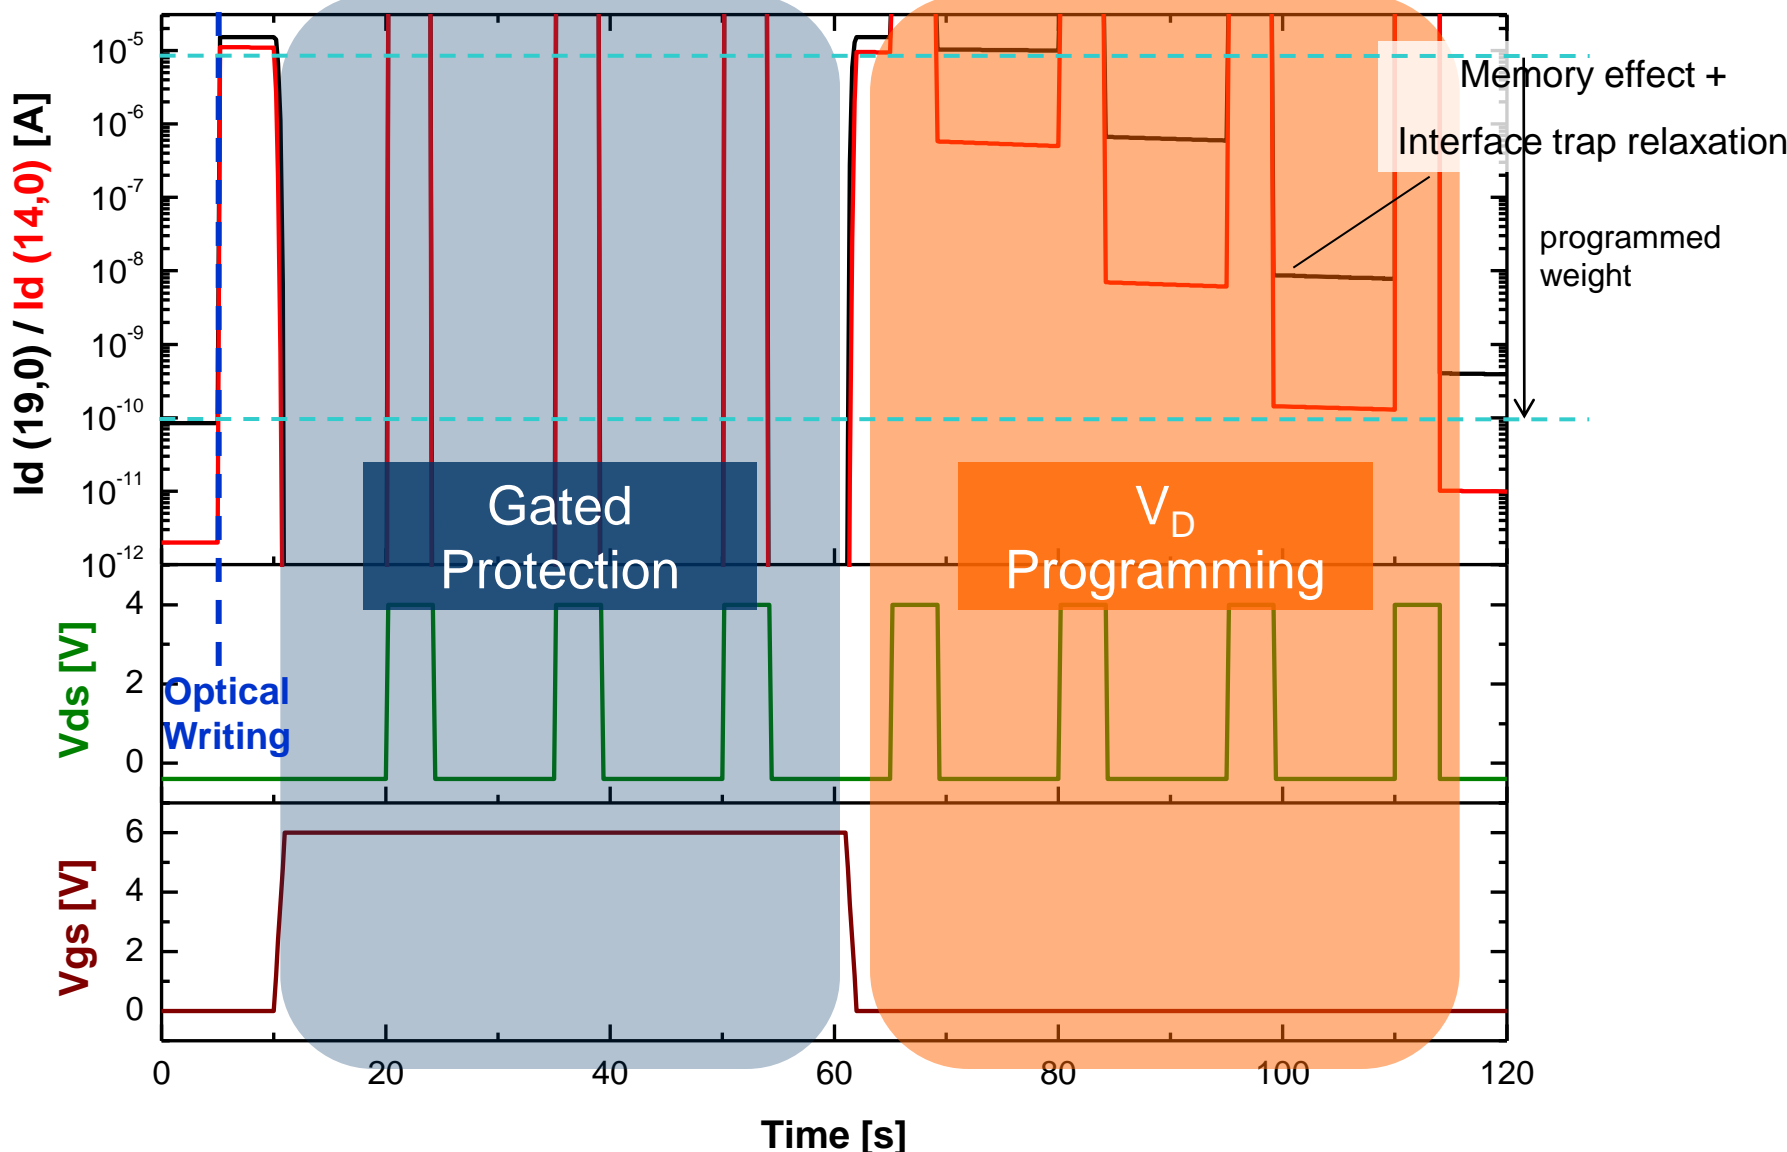 Id (19,0) / Id (14,0) [A]
10-5
10-6
10-7
10-8
10-9
10-10
10-11
10-12
Memory effect +
Interface trap relaxation
programmed
weight
Gated
Protection
VD
Programming
Optical
Writing
Vds [V]
4
2
0
Vgs [V]
6
4
2
0
0 20 40 60 80 100 120
Time [s]